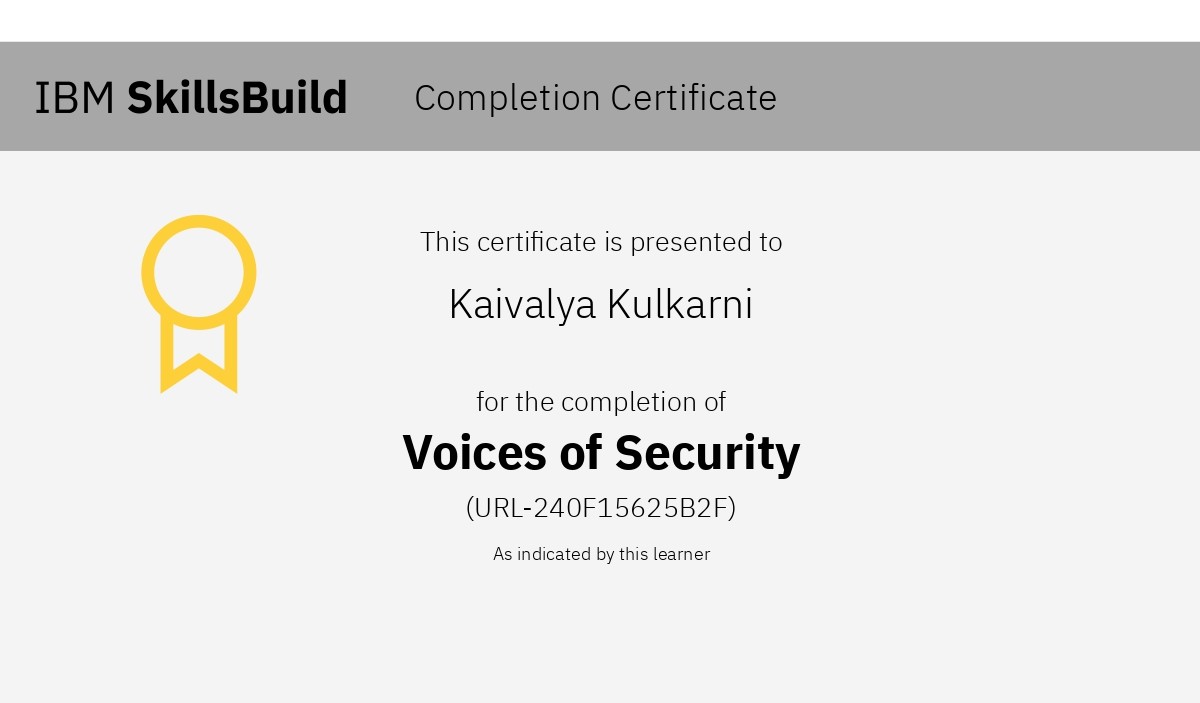 IBM SkillsBuild Completion Certificate
This certificate is presented to
Kaivalya Kulkarni
for the completion of
Voices of Security
(URL-240F15625B2F)
As indicated by this learner